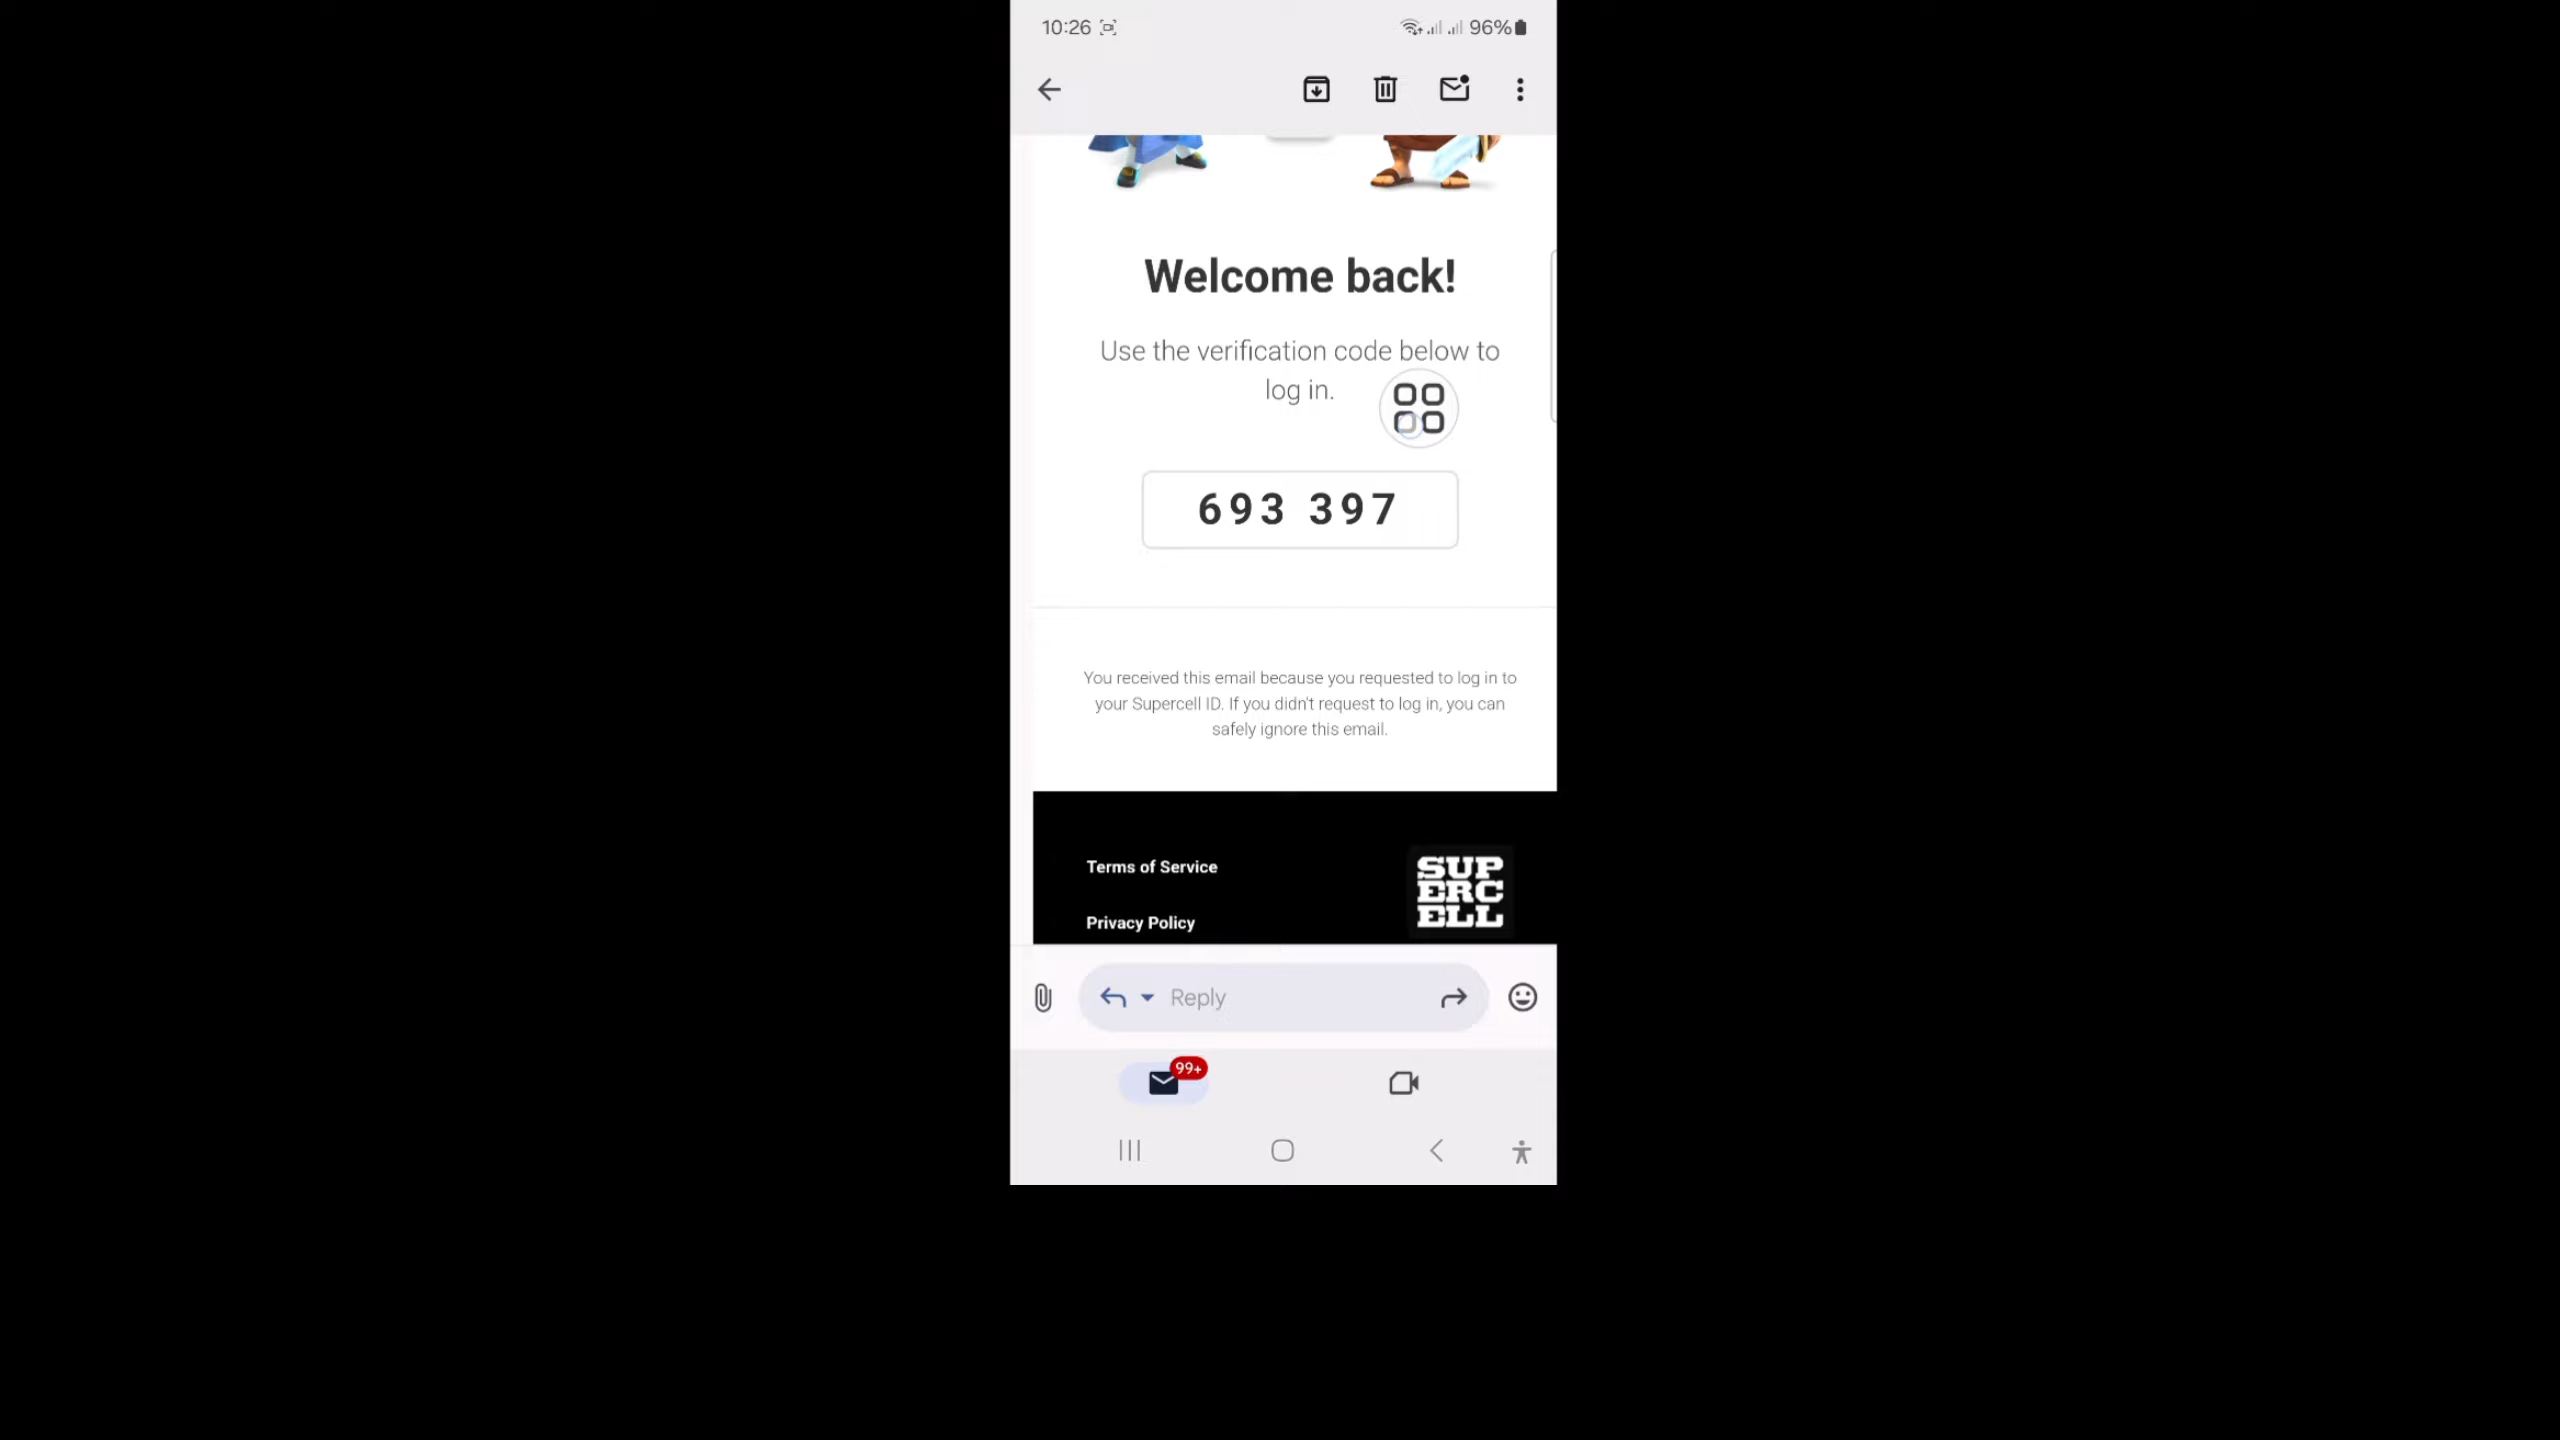 10:26
96%
Welcome back!
Use the verification code below to
log in.
693 397
You received this email because you requested to log in to
your Supercell ID. If you didn't request to log in, you can
safely ignore this email.
Terms of Service
SUP
ERC
ELL
Privacy Policy
Reply
99+